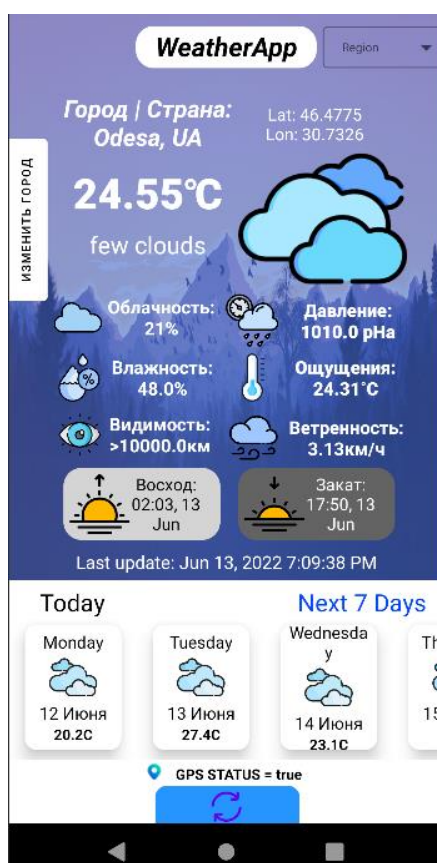 WeatherApp
Region
Город | Страна:
Odesa, UA
Lat: 46.4775
Lon: 30.7326
ИЗМЕНИТЬ ГОРОД
24.55°C
few clouds
Облачность:
21%
Давление:
1010.0 pHa
Влажность:
48.0%
Ощущения:
24.31°C
Видимость:
>10000.0км
Ветренность:
3.13км/ч
Восход:
02:03, 13
Jun
Закат:
17:50, 13
Jun
Last update: Jun 13, 2022 7:09:38 PM
Today
Next 7 Days
Monday
12 Июня
20.2C
Tuesday
13 Июня
27.4C
Wednesda
y
14 Июня
23.1C
Th
15
GPS STATUS = true